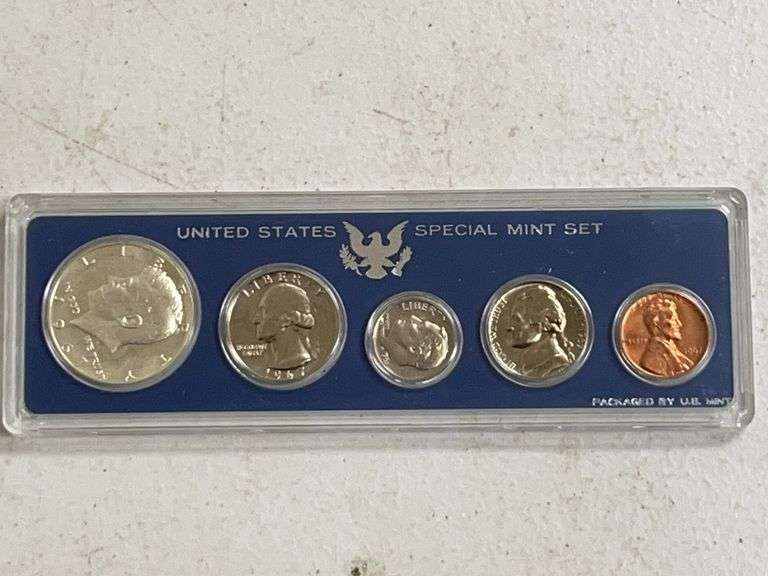 UNITED STATES SPECIAL MINT SET
LIBERTY
LIBERTY
1967
LIBERTY
PACKAGED BY U.S. MINT